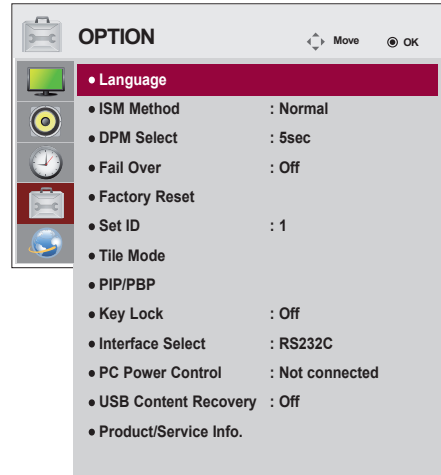 OPTION Move OK
• Language
• ISM Method : Normal
• DPM Select : 5sec
• Fail Over : Off
• Factory Reset
• Set ID : 1
• Tile Mode
• PIP/PBP
• Key Lock : Off
• Interface Select : RS232C
• PC Power Control : Not connected
• USB Content Recovery : Off
• Product/Service Info.